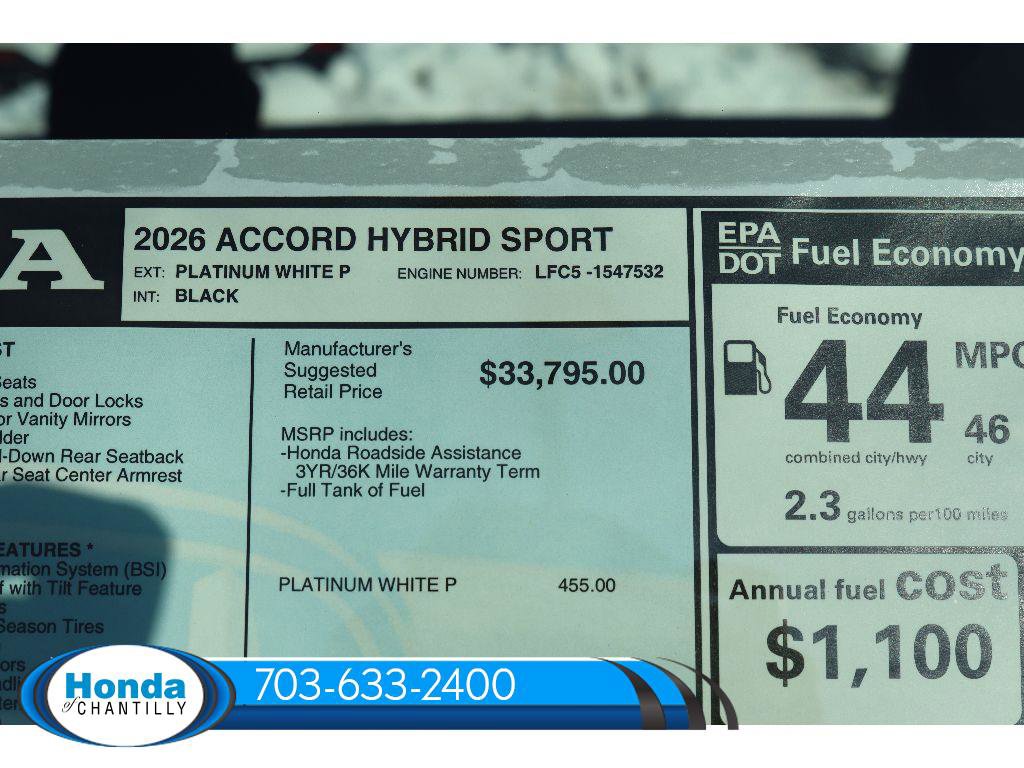 A
2026 ACCORD HYBRID SPORT
EXT: PLATINUM WHITE P ENGINE NUMBER: LFC5 -1547532
INT: BLACK
Seats
and Door Locks
Vanity Mirrors
-Down Rear Seatback
Seat Center Armrest
System (BSI)
with Tilt Feature
Season Tires
Manufacturer's
Suggested
Retail Price
$33,795.00
MSRP includes:
-Honda Roadside Assistance
3YR/36K Mile Warranty Term
-Full Tank of Fuel
PLATINUM WHITE P 455.00
EPA
DOT
Fuel Economy
Fuel Economy
44
MPG
combined city/hwy
46
city
2.3 gallons per 100 miles
Annual fuel cost
$1,100
Honda
of CHANTILLY
703-633-2400